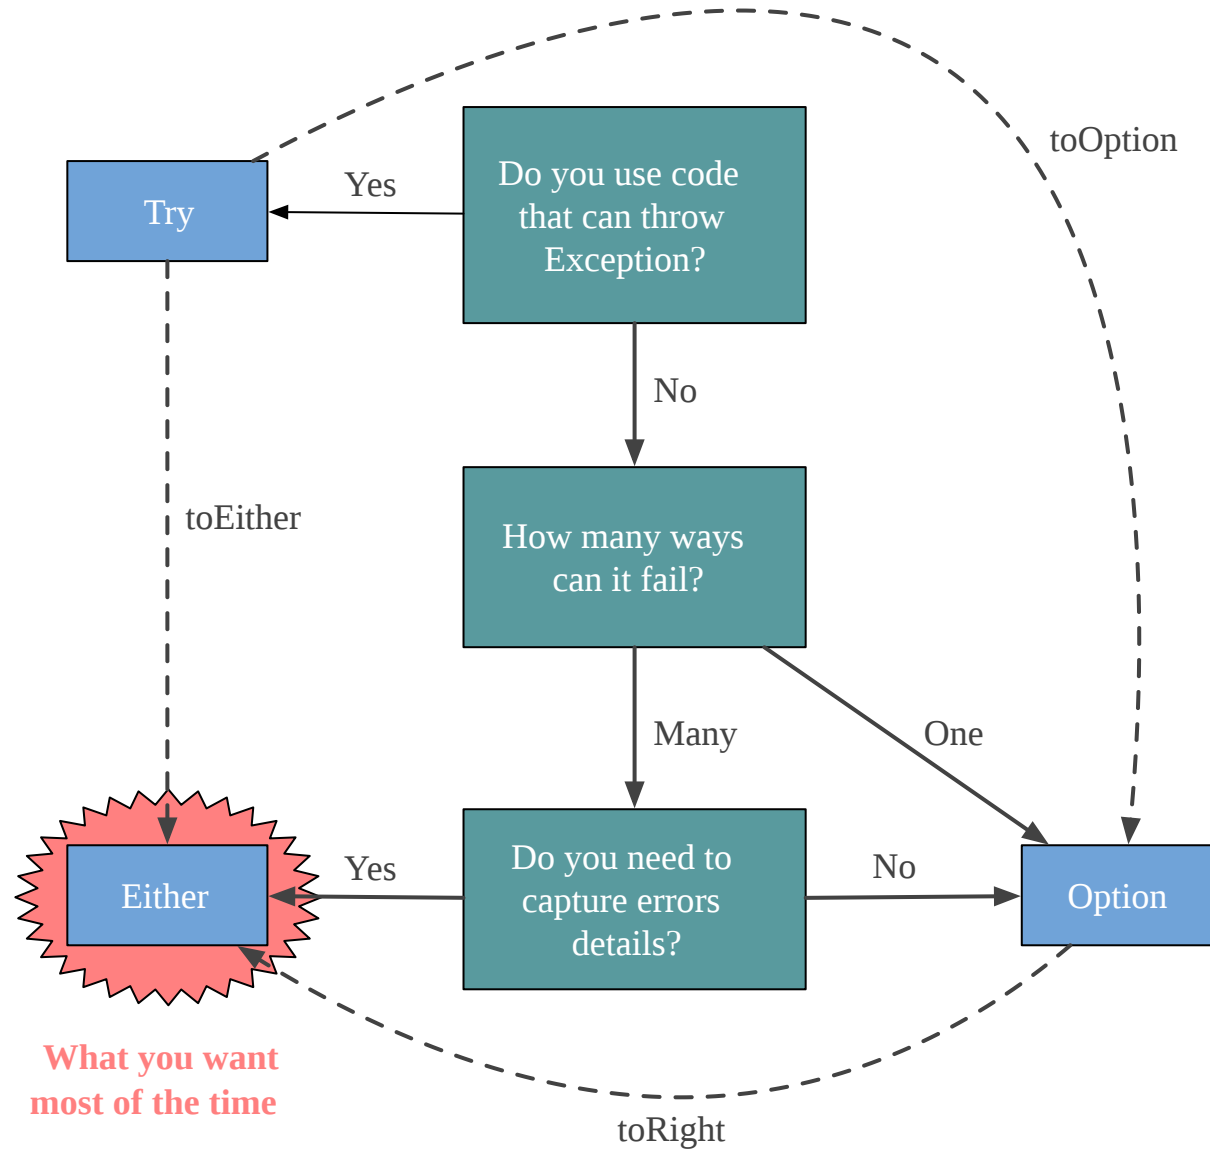 toOption
Do you use code
that can throw
Exception?
Yes
Try
No
toEither
How many ways
can it fail?
Many
One
Do you need to
capture errors
details?
Yes
No
Either
Option
What you want
most of the time
toRight